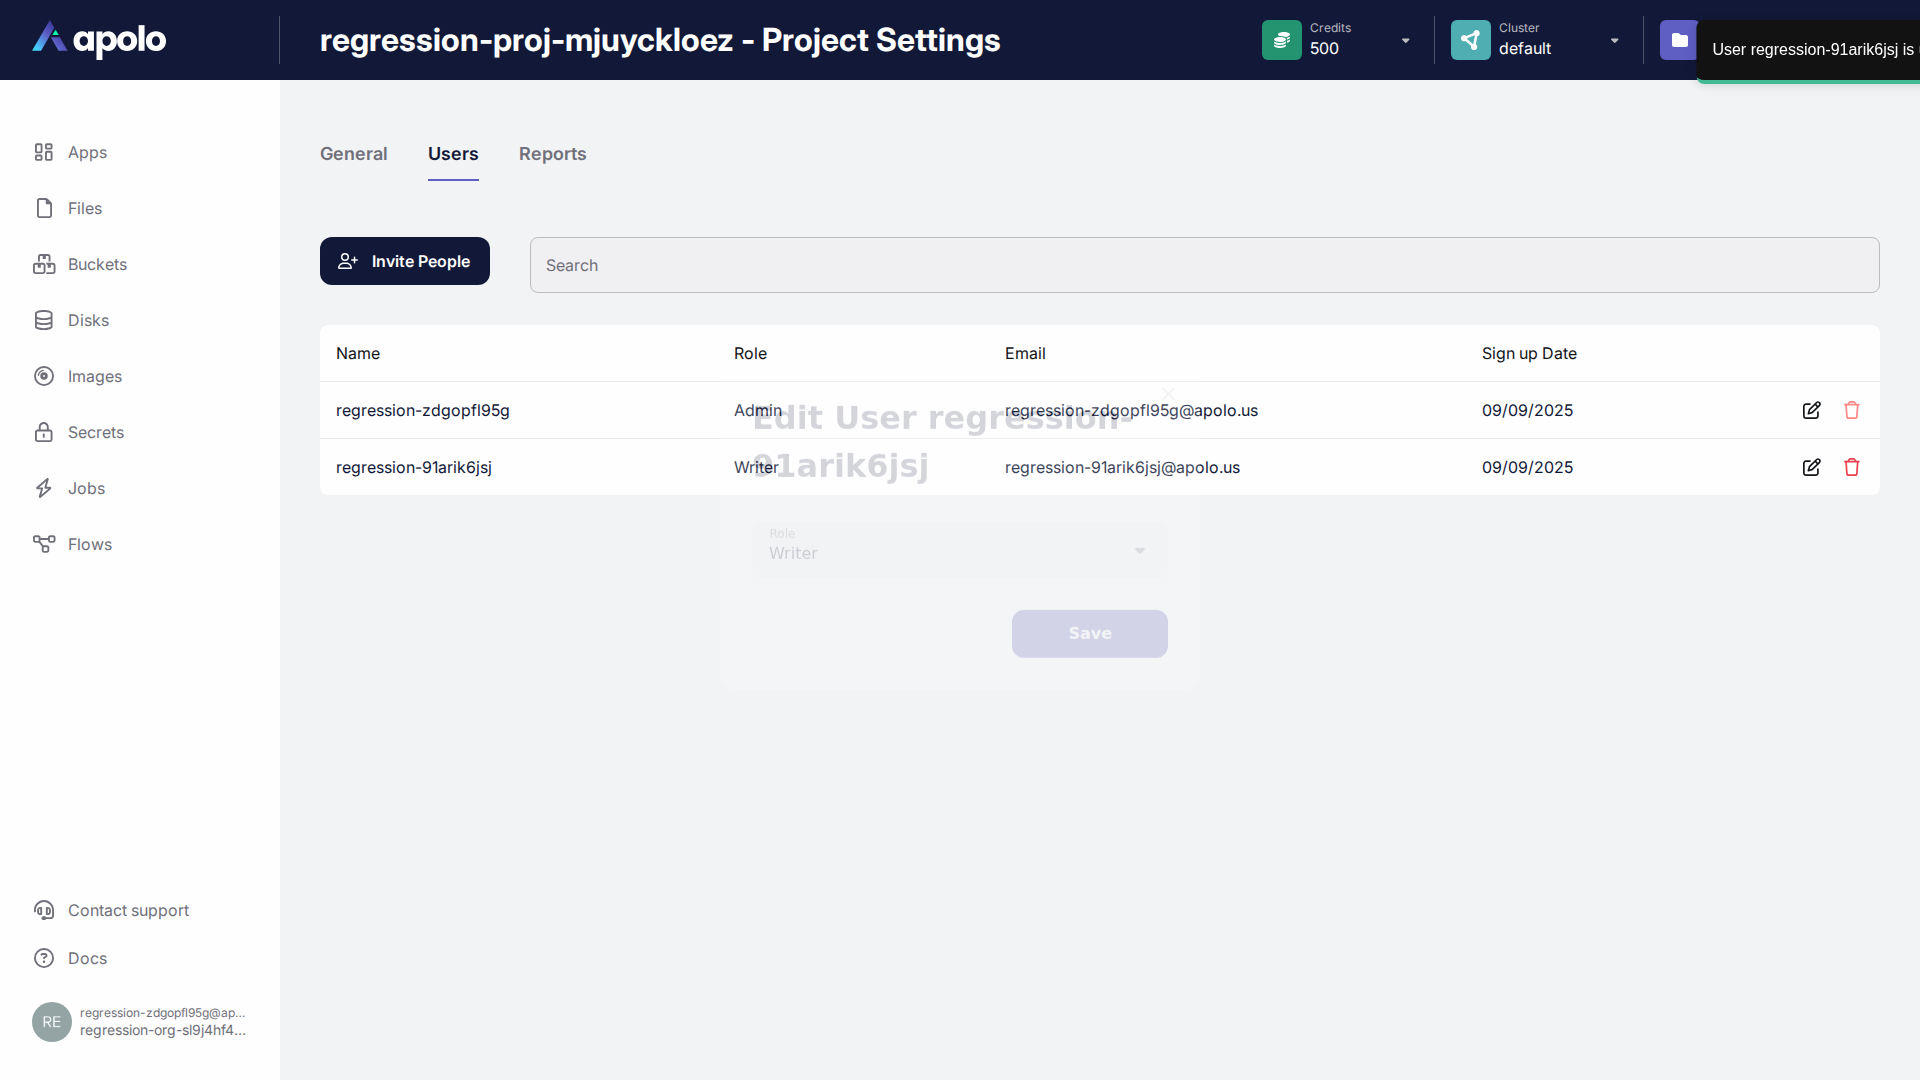 apolo
regression-proj-mjuyckloez - Project Settings
Credits
500
Cluster
default
User regression-91arik6jsj is
Apps
Files
Buckets
Disks
Images
Secrets
Jobs
Flows
General Users Reports
Invite People
Search
Name Role Email Sign up Date
regression-zdgopfl95g Admin regression-zdgopfl95g@apolo.us 09/09/2025
regression-91arik6jsj Writer regression-91arik6jsj@apolo.us 09/09/2025
Edit User regression-
91arik6jsj
Role
Writer
Save
Contact support
Docs
RE
regression-zdgopfl95g@ap...
regression-org-sl9j4hf4...